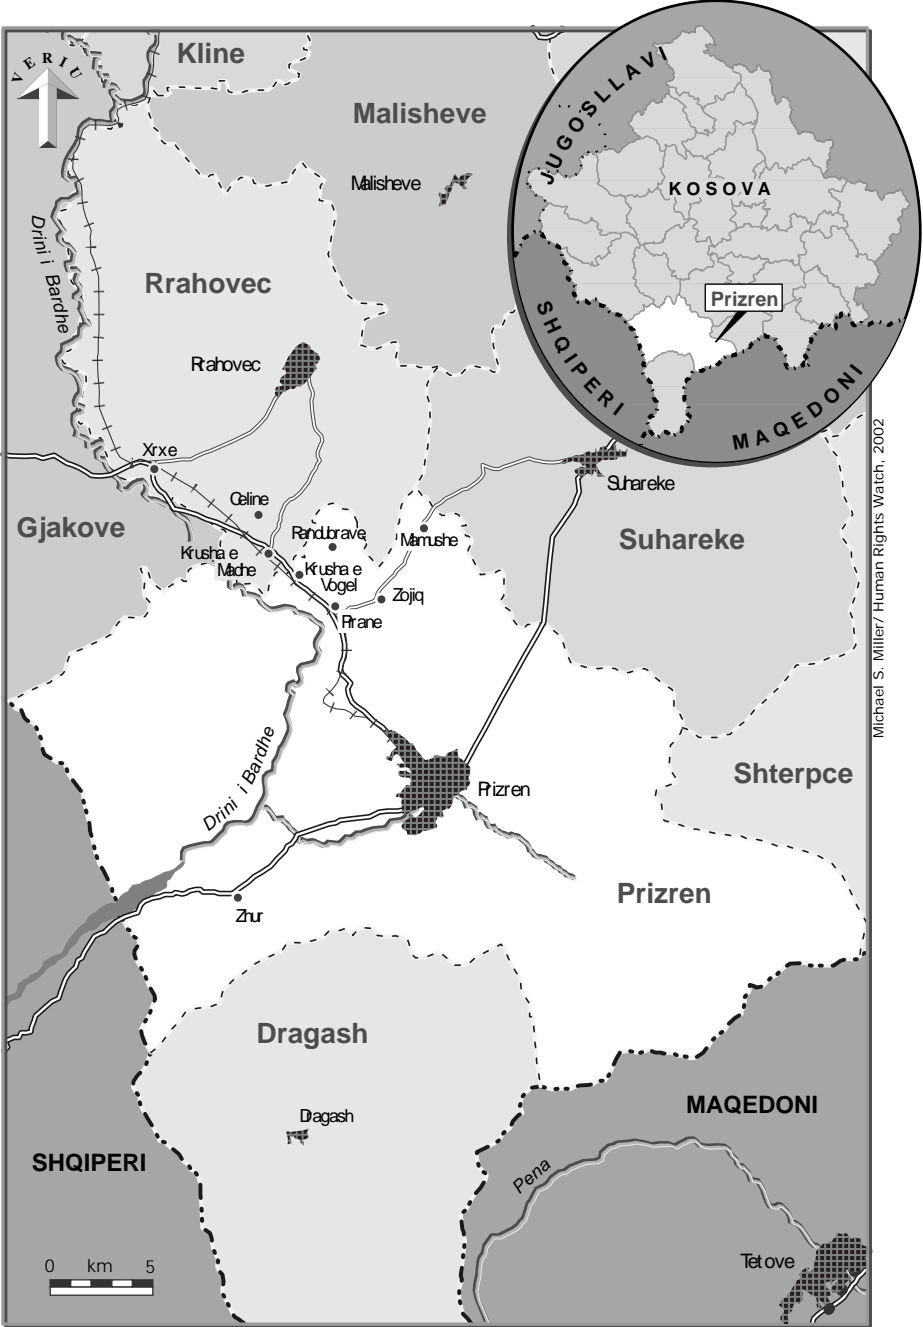 VERIU
Kline
Malisheve
Malisheve
JUGOSLLAVI
KOSOVA
Prizren
SHQIPERI
MAQEDONI
Drini i Bardhe
Rrahovec
Rrahovec
Xrxe
Celine
Suhareke
Gjakove
Randubrave
Mamushe
Suhareke
Krusha e
Madhe
Krusha e
Vogel
Zojiq
Pirane
Michael S. Miller/ Human Rights Watch, 2002
Drini i Bardhe
Shterpce
Prizren
Prizren
Zhur
Dragash
Dragash
MAQEDONI
SHQIPERI
Pena
Tetove
0 km 5